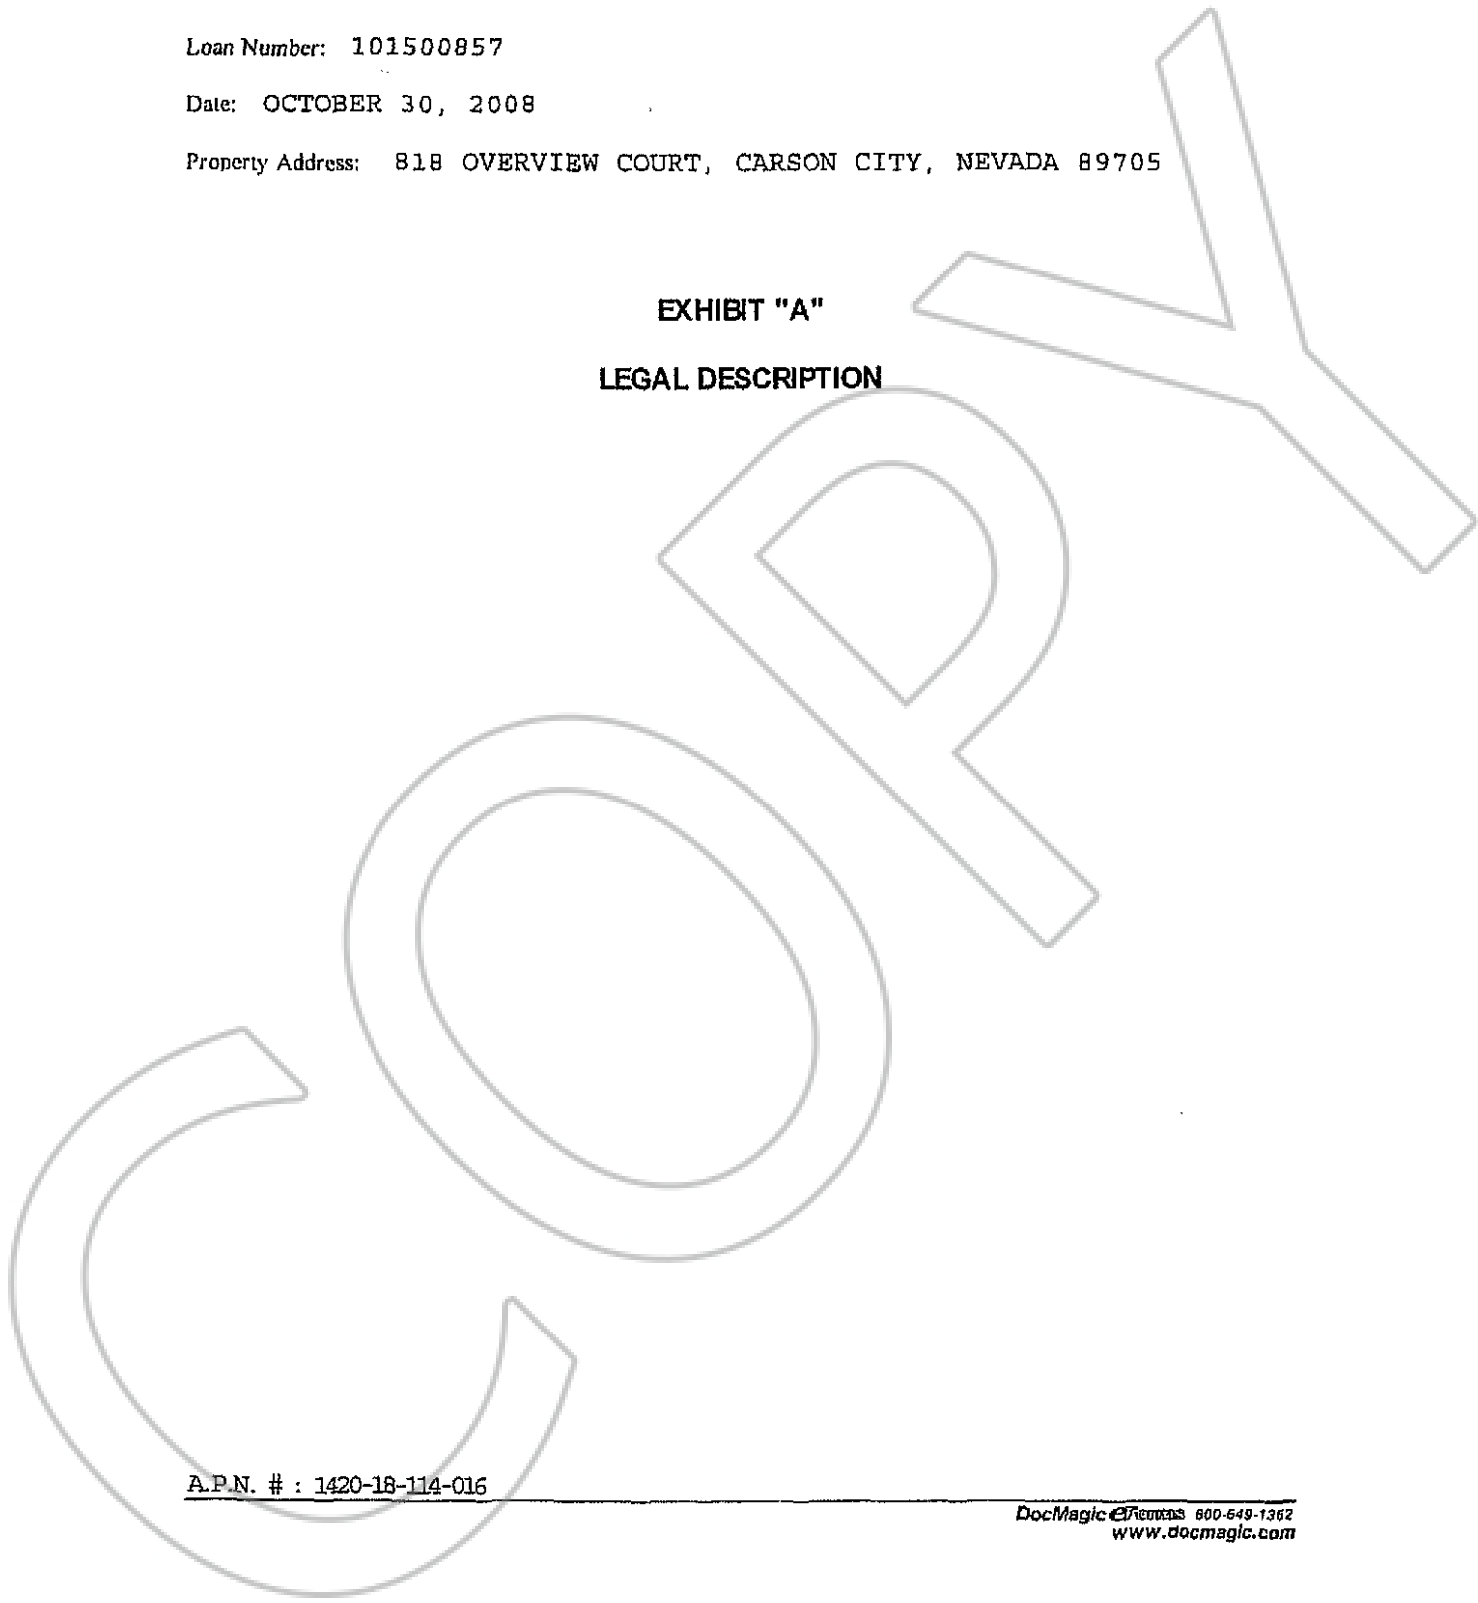 Loan Number: 101500857
Date: OCTOBER 30, 2008
Property Address: 818 OVERVIEW COURT, CARSON CITY, NEVADA 89705
EXHIBIT "A"
LEGAL DESCRIPTION
COPY
A.P.N. # : 1420-18-114-016
DocMagic 800-649-1362
www.docmagic.com